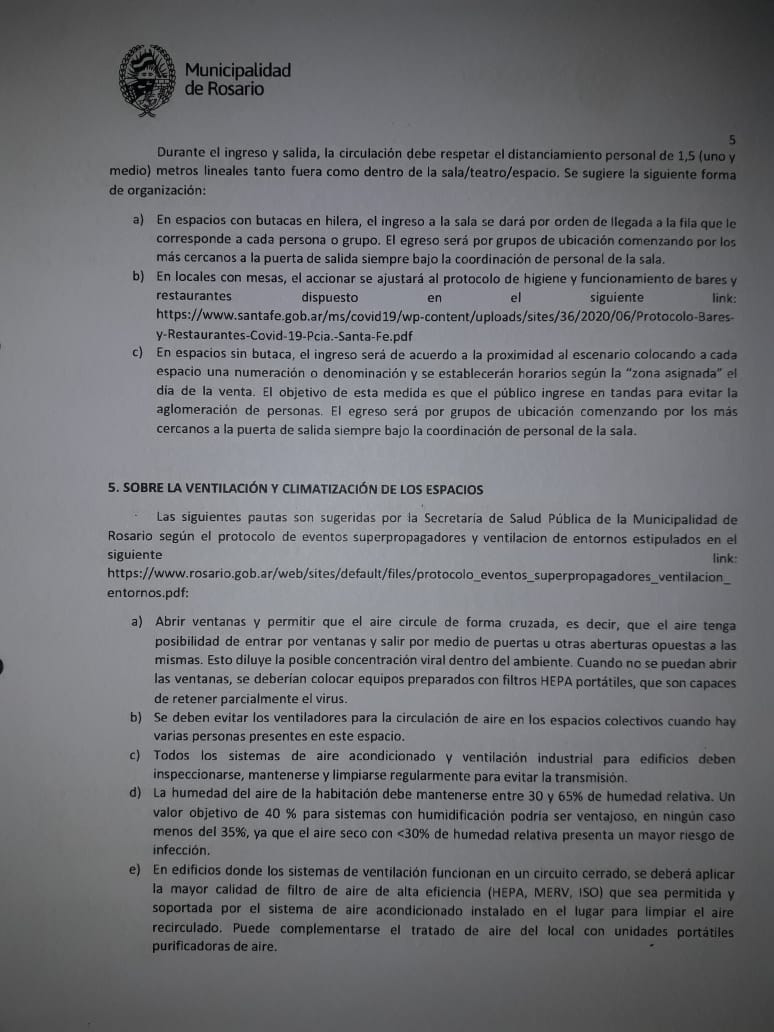 Municipalidad
de Rosario
5
Durante el ingreso y salida, la circulación debe respetar el distanciamiento personal de 1,5 (uno y
medio) metros lineales tanto fuera como dentro de la sala/teatro/espacio. Se sugiere la siguiente forma
de organización:
a) En espacios con butacas en hilera, el ingreso a la sala se dará por orden de llegada a la fila que le
corresponde a cada persona o grupo. El egreso será por grupos de ubicación comenzando por los
más cercanos a la puerta de salida siempre bajo la coordinación de personal de la sala.
b) En locales con mesas, el accionar se ajustará al protocolo de higiene y funcionamiento de bares y
restaurantes dispuesto en el siguiente link:
https://www.santafe.gob.ar/ms/covid19/wp-content/uploads/sites/36/2020/06/Protocolo-Bares-
y-Restaurantes-Covid-19-Pcia.-Santa-Fe.pdf
c) En espacios sin butaca, el ingreso será de acuerdo a la proximidad al escenario colocando a cada
espacio una numeración o denominación y se establecerán horarios según la “zona asignada” el
día de la venta. El objetivo de esta medida es que el público ingrese en tandas para evitar la
aglomeración de personas. El egreso será por grupos de ubicación comenzando por los más
cercanos a la puerta de salida siempre bajo la coordinación de personal de la sala.
5. SOBRE LA VENTILACIÓN Y CLIMATIZACIÓN DE LOS ESPACIOS
Las siguientes pautas son sugeridas por la Secretaría de Salud Pública de la Municipalidad de
Rosario según el protocolo de eventos superpropagadores y ventilacion de entornos estipulados en el
siguiente link:
https://www.rosario.gob.ar/web/sites/default/files/protocolo_eventos_superpropagadores_ventilacion_
entornos.pdf:
a) Abrir ventanas y permitir que el aire circule de forma cruzada, es decir, que el aire tenga
posibilidad de entrar por ventanas y salir por medio de puertas u otras aberturas opuestas a las
mismas. Esto diluye la posible concentración viral dentro del ambiente. Cuando no se puedan abrir
las ventanas, se deberían colocar equipos preparados con filtros HEPA portátiles, que son capaces
de retener parcialmente el virus.
b) Se deben evitar los ventiladores para la circulación de aire en los espacios colectivos cuando hay
varias personas presentes en este espacio.
c) Todos los sistemas de aire acondicionado y ventilación industrial para edificios deben
inspeccionarse, mantenerse y limpiarse regularmente para evitar la transmisión.
d) La humedad del aire de la habitación debe mantenerse entre 30 y 65% de humedad relativa. Un
valor objetivo de 40 % para sistemas con humidificación podría ser ventajoso, en ningún caso
menos del 35%, ya que el aire seco con <30% de humedad relativa presenta un mayor riesgo de
infección.
e) En edificios donde los sistemas de ventilación funcionan en un circuito cerrado, se deberá aplicar
la mayor calidad de filtro de aire de alta eficiencia (HEPA, MERV, ISO) que sea permitida y
soportada por el sistema de aire acondicionado instalado en el lugar para limpiar el aire
recirculado. Puede complementarse el tratado de aire del local con unidades portátiles
purificadoras de aire.